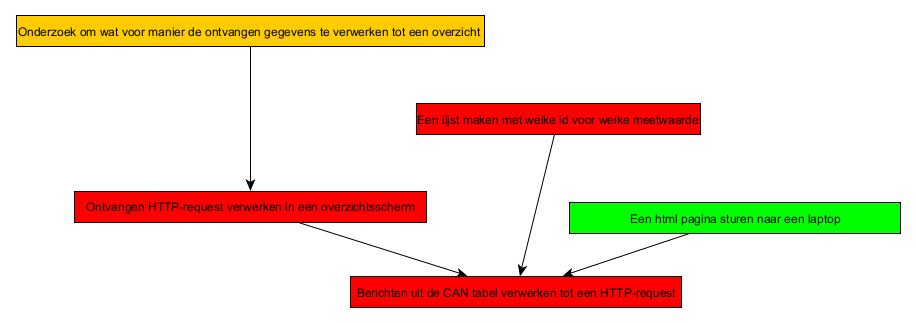 Onderzoek om wat voor manier de ontvangen gegevens te verwerken tot een overzicht
Een lijst maken met welke id voor welke meetwaarde
Ontvangen HTTP-request verwerken in een overzichtsscherm
Een html pagina sturen naar een laptop
Berichten uit de CAN tabel verwerken tot een HTTP-request